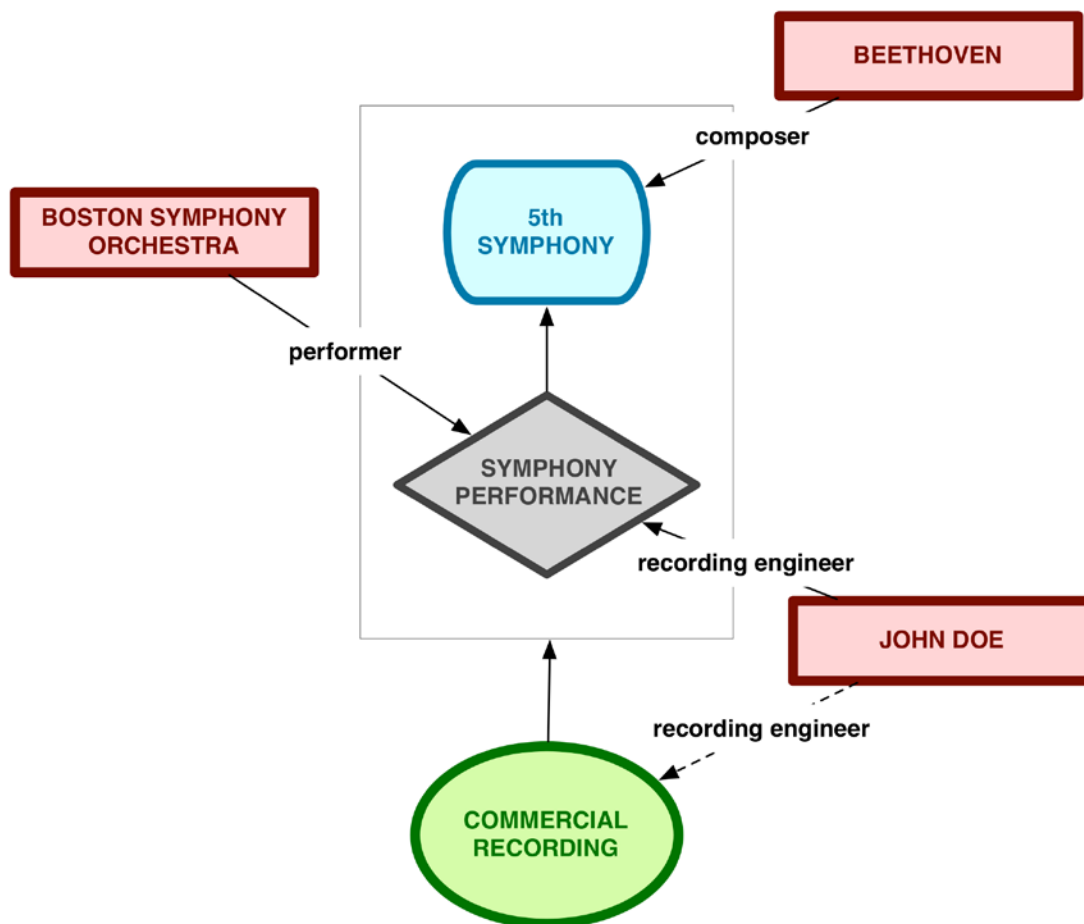 BEETHOVEN
composer
5th
SYMPHONY
BOSTON SYMPHONY
ORCHESTRA
performer
SYMPHONY
PERFORMANCE
recording engineer
JOHN DOE
recording engineer
COMMERCIAL
RECORDING